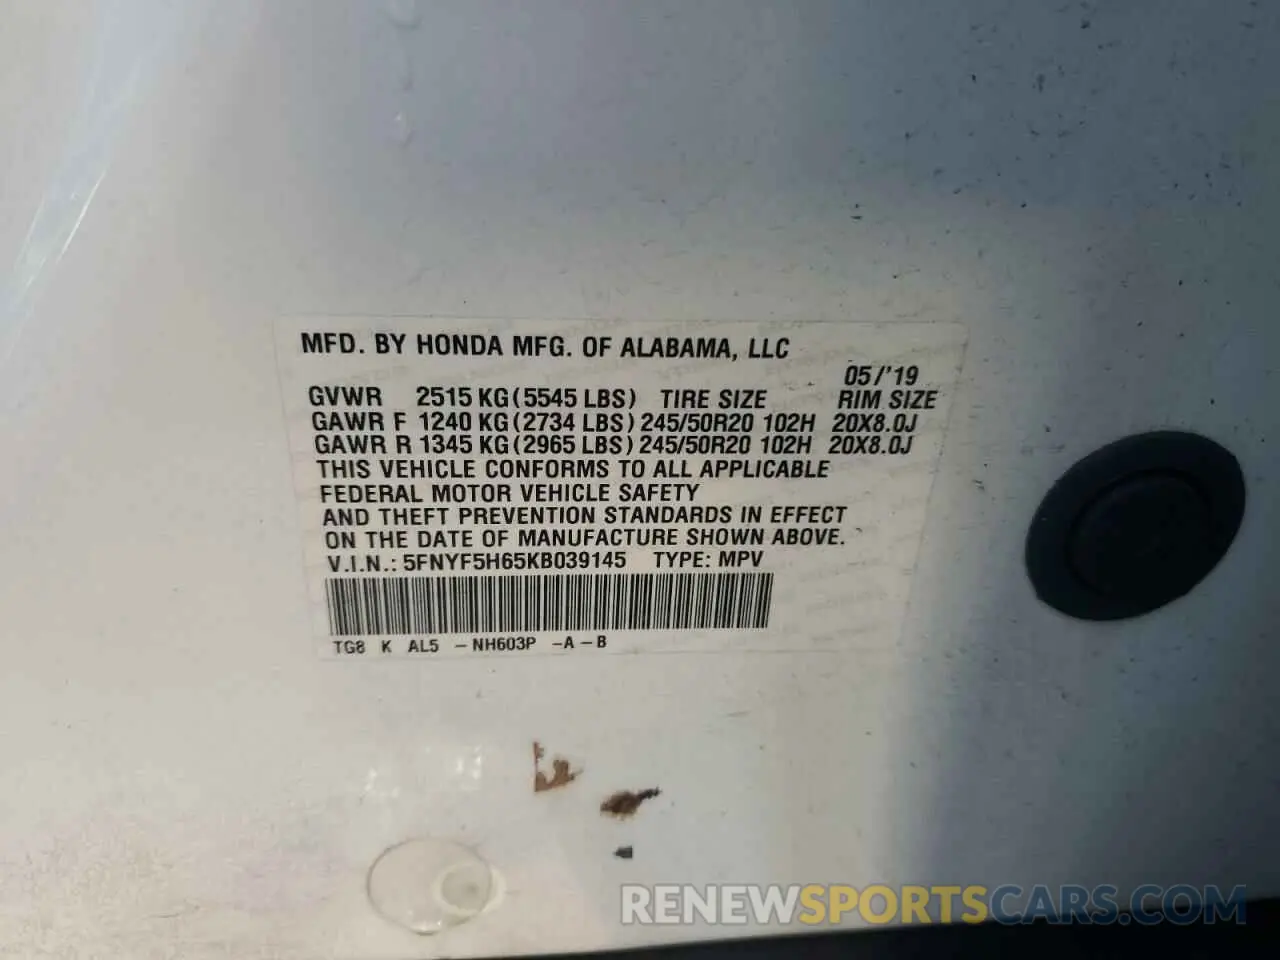 MFD. BY HONDA MFG. OF ALABAMA, LLC
05/'19
GVWR 2515 KG (5545 LBS) TIRE SIZE RIM SIZE
GAWR F 1240 KG (2734 LBS) 245/50R20 102H 20X8.0J
GAWR R 1345 KG (2965 LBS) 245/50R20 102H 20X8.0J
THIS VEHICLE CONFORMS TO ALL APPLICABLE
FEDERAL MOTOR VEHICLE SAFETY
AND THEFT PREVENTION STANDARDS IN EFFECT
ON THE DATE OF MANUFACTURE SHOWN ABOVE.
V.I.N.: 5FNYF5H65KB039145 TYPE: MPV
TG8 K AL5 -NH603P -A-B
RENEWSPORTSCARS.COM